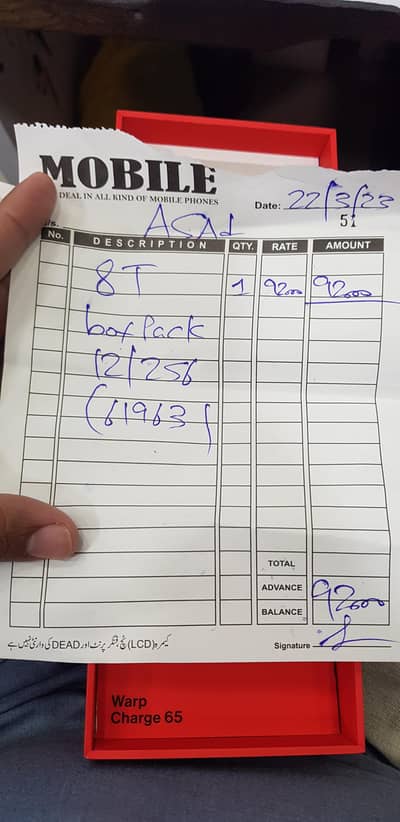 MOBILE
DEAL IN ALL KIND OF MOBILE PHONES
Date: 22/3/23
51
No. DESCRIPTION QTY. RATE AMOUNT
8T 1 92000 92000
box Pack
12/256
(61963)
TOTAL
ADVANCE 92000
BALANCE
کیمرہ (LCD) ٹچ فنگر پرنٹ اور DEAD کی وارنٹی نہیں ہے
Signature
Warp
Charge 65